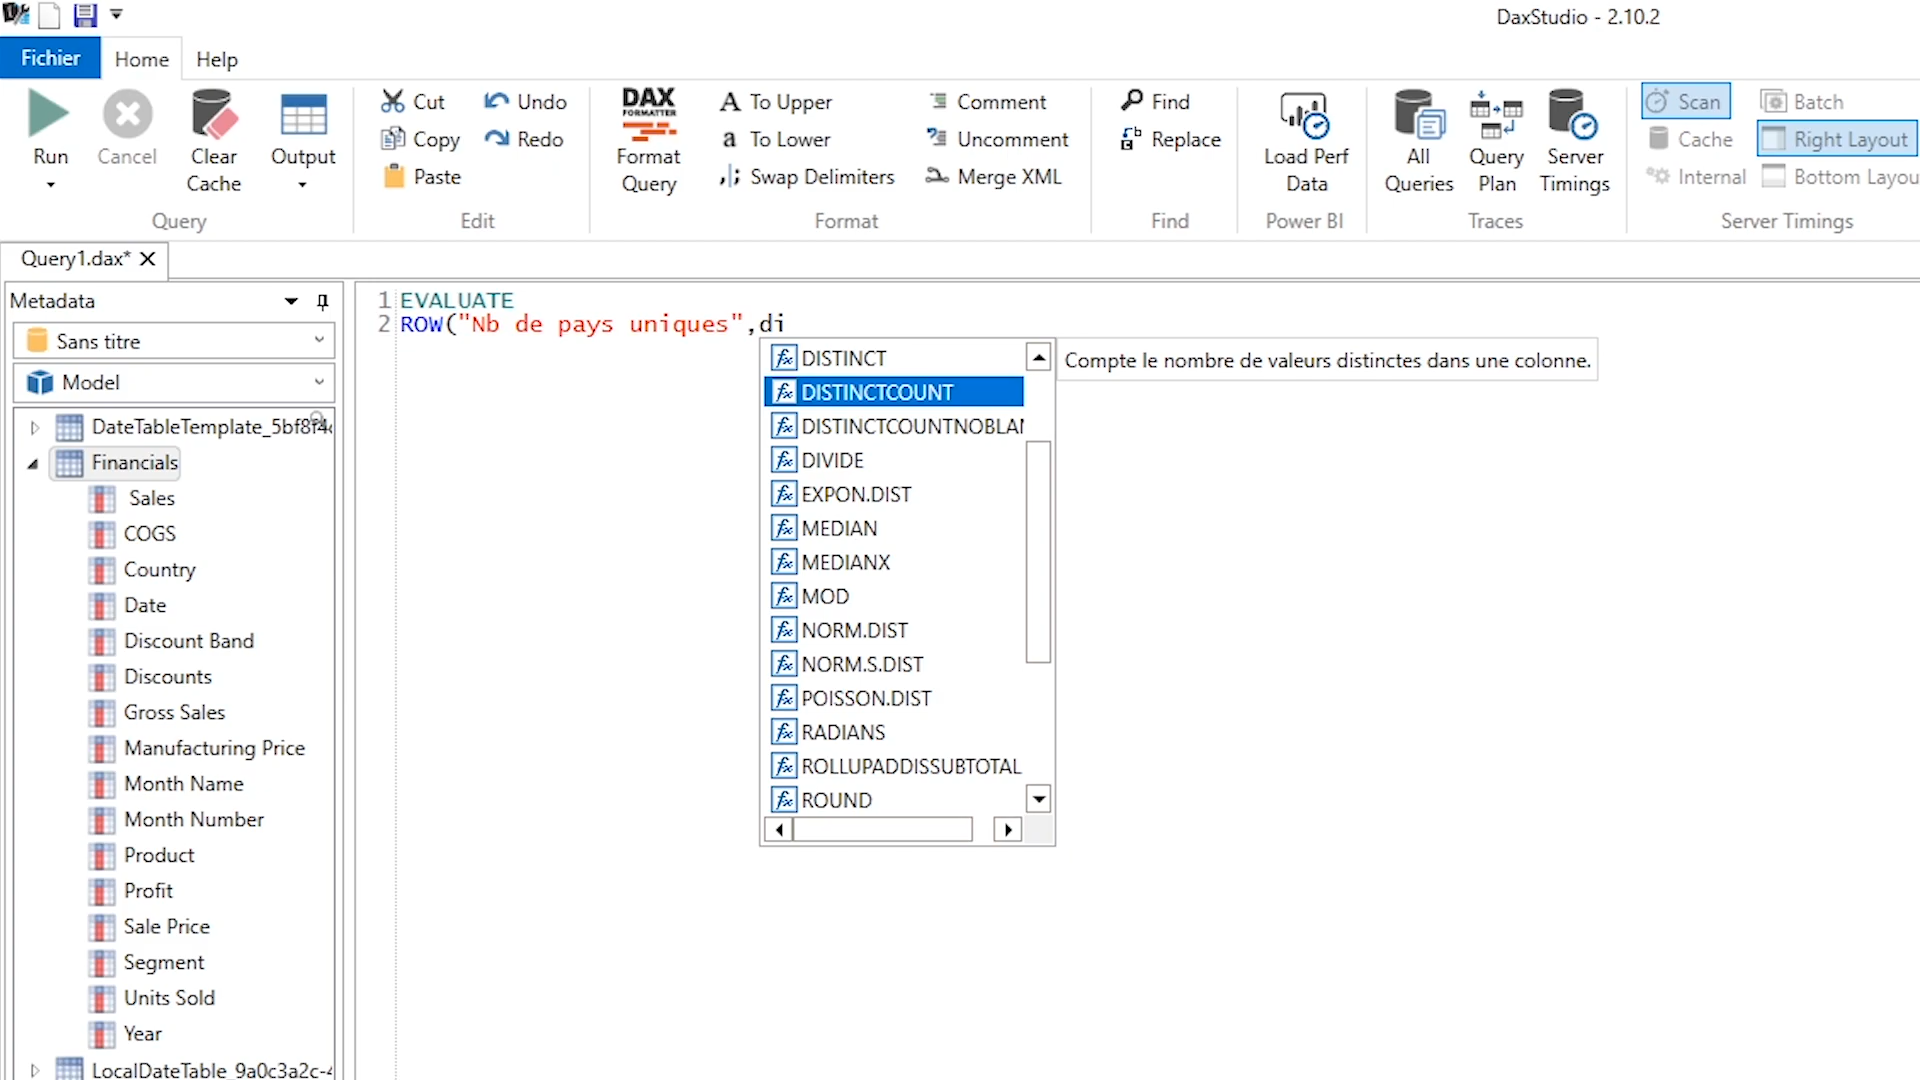 DaxStudio - 2.10.2
Fichier Home Help
Run
Cancel
Clear Cache
Output
Query
Cut
Copy
Paste
Undo
Redo
Edit
DAX
FORMATTER
Format Query
To Upper
To Lower
Swap Delimiters
Comment
Uncomment
Merge XML
Format
Find
Replace
Find
Load Perf Data
Power BI
All Queries
Query Plan
Server Timings
Traces
Scan
Cache
Internal
Batch
Right Layout
Bottom Layou
Server Timings
Query1.dax*
Metadata
Sans titre
Model
DateTableTemplate_5bf8f4
Financials
Sales
COGS
Country
Date
Discount Band
Discounts
Gross Sales
Manufacturing Price
Month Name
Month Number
Product
Profit
Sale Price
Segment
Units Sold
Year
LocalDateTable_9a0c3a2c-4
1 EVALUATE
2 ROW("Nb de pays uniques",di
DISTINCT
DISTINCTCOUNT
DISTINCTCOUNTNOBLAN
DIVIDE
EXPON.DIST
MEDIAN
MEDIANX
MOD
NORM.DIST
NORM.S.DIST
POISSON.DIST
RADIANS
ROLLUPADDISSUBTOTAL
ROUND
Compte le nombre de valeurs distinctes dans une colonne.